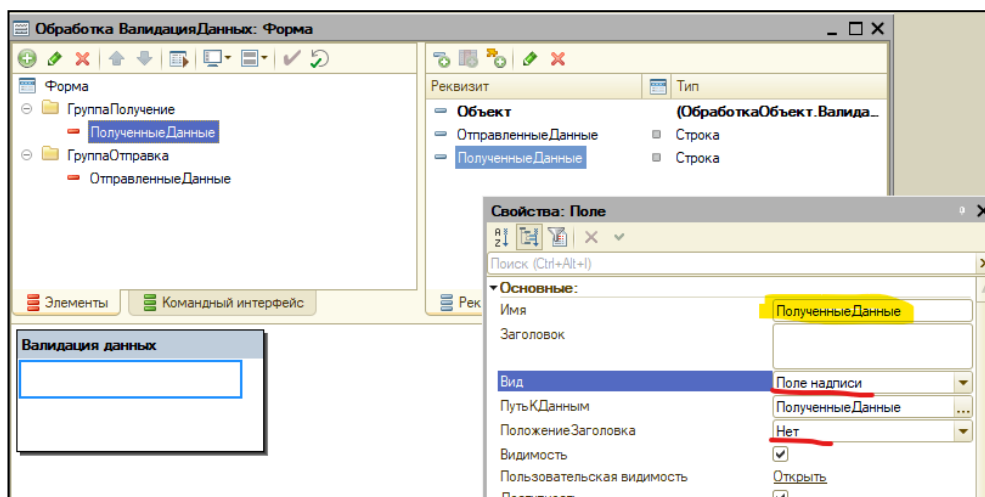 Обработка ВалидацияДанных: Форма
Форма
ГруппаПолучение
ПолученныеДанные
ГруппаОтправка
ОтправленныеДанные
Элементы
Командный интерфейс
Реквизит
Тип
Объект
(ОбработкаОбъект.Валида...
ОтправленныеДанные
Строка
ПолученныеДанные
Строка
Рек
Валидация данных
Свойства: Поле
Поиск (Ctrl+Alt+I)
Основные:
Имя
ПолученныеДанные
Заголовок
Вид
Поле надписи
ПутьКДанным
ПолученныеДанные
...
ПоложениеЗаголовка
Нет
Видимость
Пользовательская видимость
Открыть